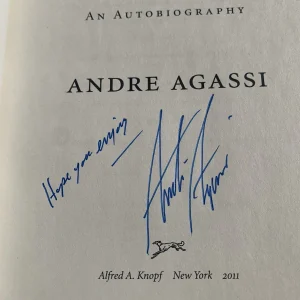 AN AUTOBIOGRAPHY
ANDRE AGASSI
Hope you enjoy
Alfred A. Knopf New York 2011